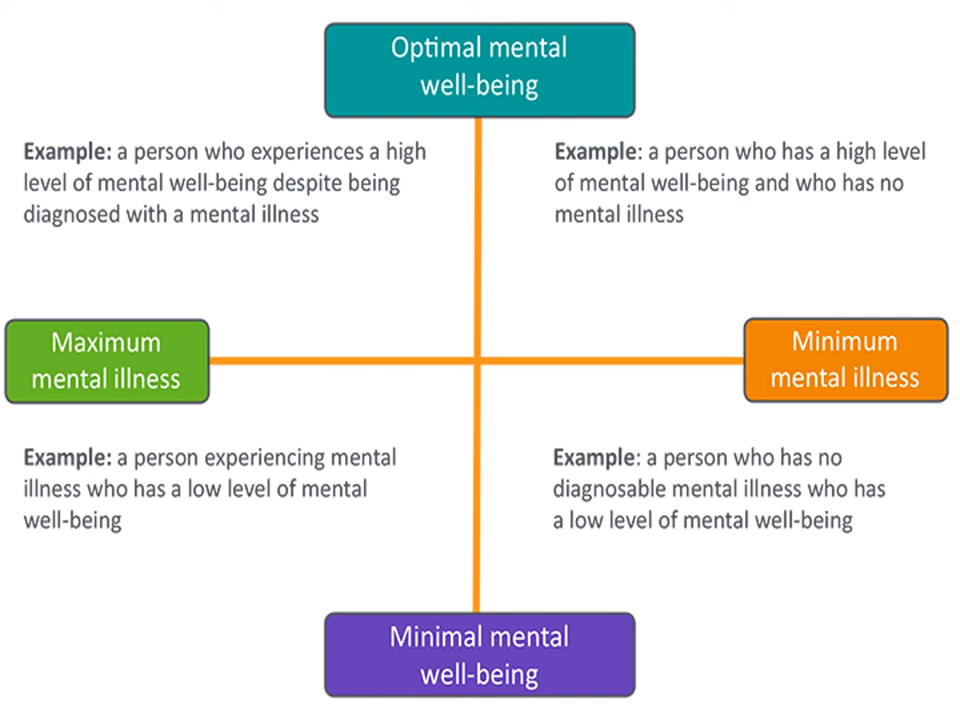 Optimal mental
well-being
Example: a person who experiences a high
level of mental well-being despite being
diagnosed with a mental illness
Example: a person who has a high level
of mental well-being and who has no
mental illness
Maximum
mental illness
Minimum
mental illness
Example: a person experiencing mental
illness who has a low level of mental
well-being
Example: a person who has no
diagnosable mental illness who has
a low level of mental well-being
Minimal mental
well-being